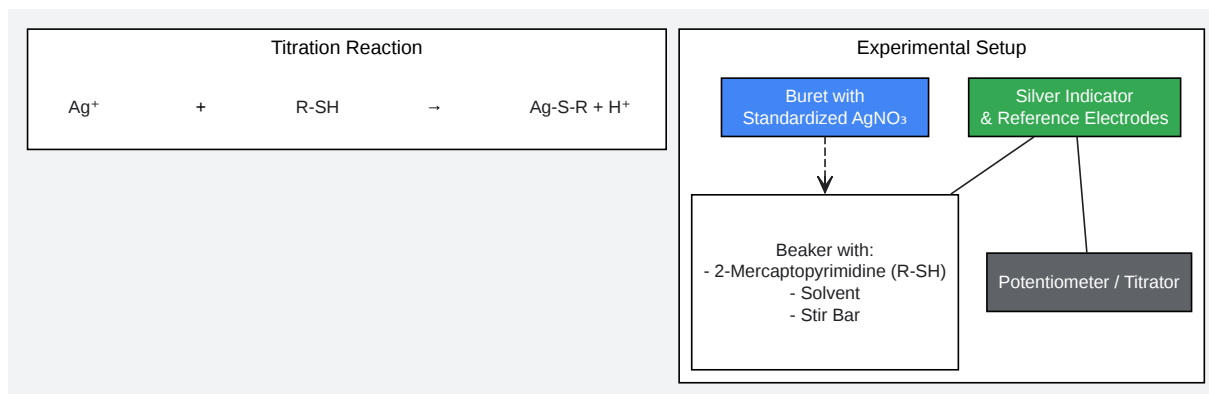 Titration Reaction
Ag⁺ + R-SH → Ag-S-R + H⁺
Experimental Setup
Buret with
Standardized AgNO₃
Silver Indicator
& Reference Electrodes
Beaker with:
- 2-Mercaptopyrimidine (R-SH)
- Solvent
- Stir Bar
Potentiometer / Titrator